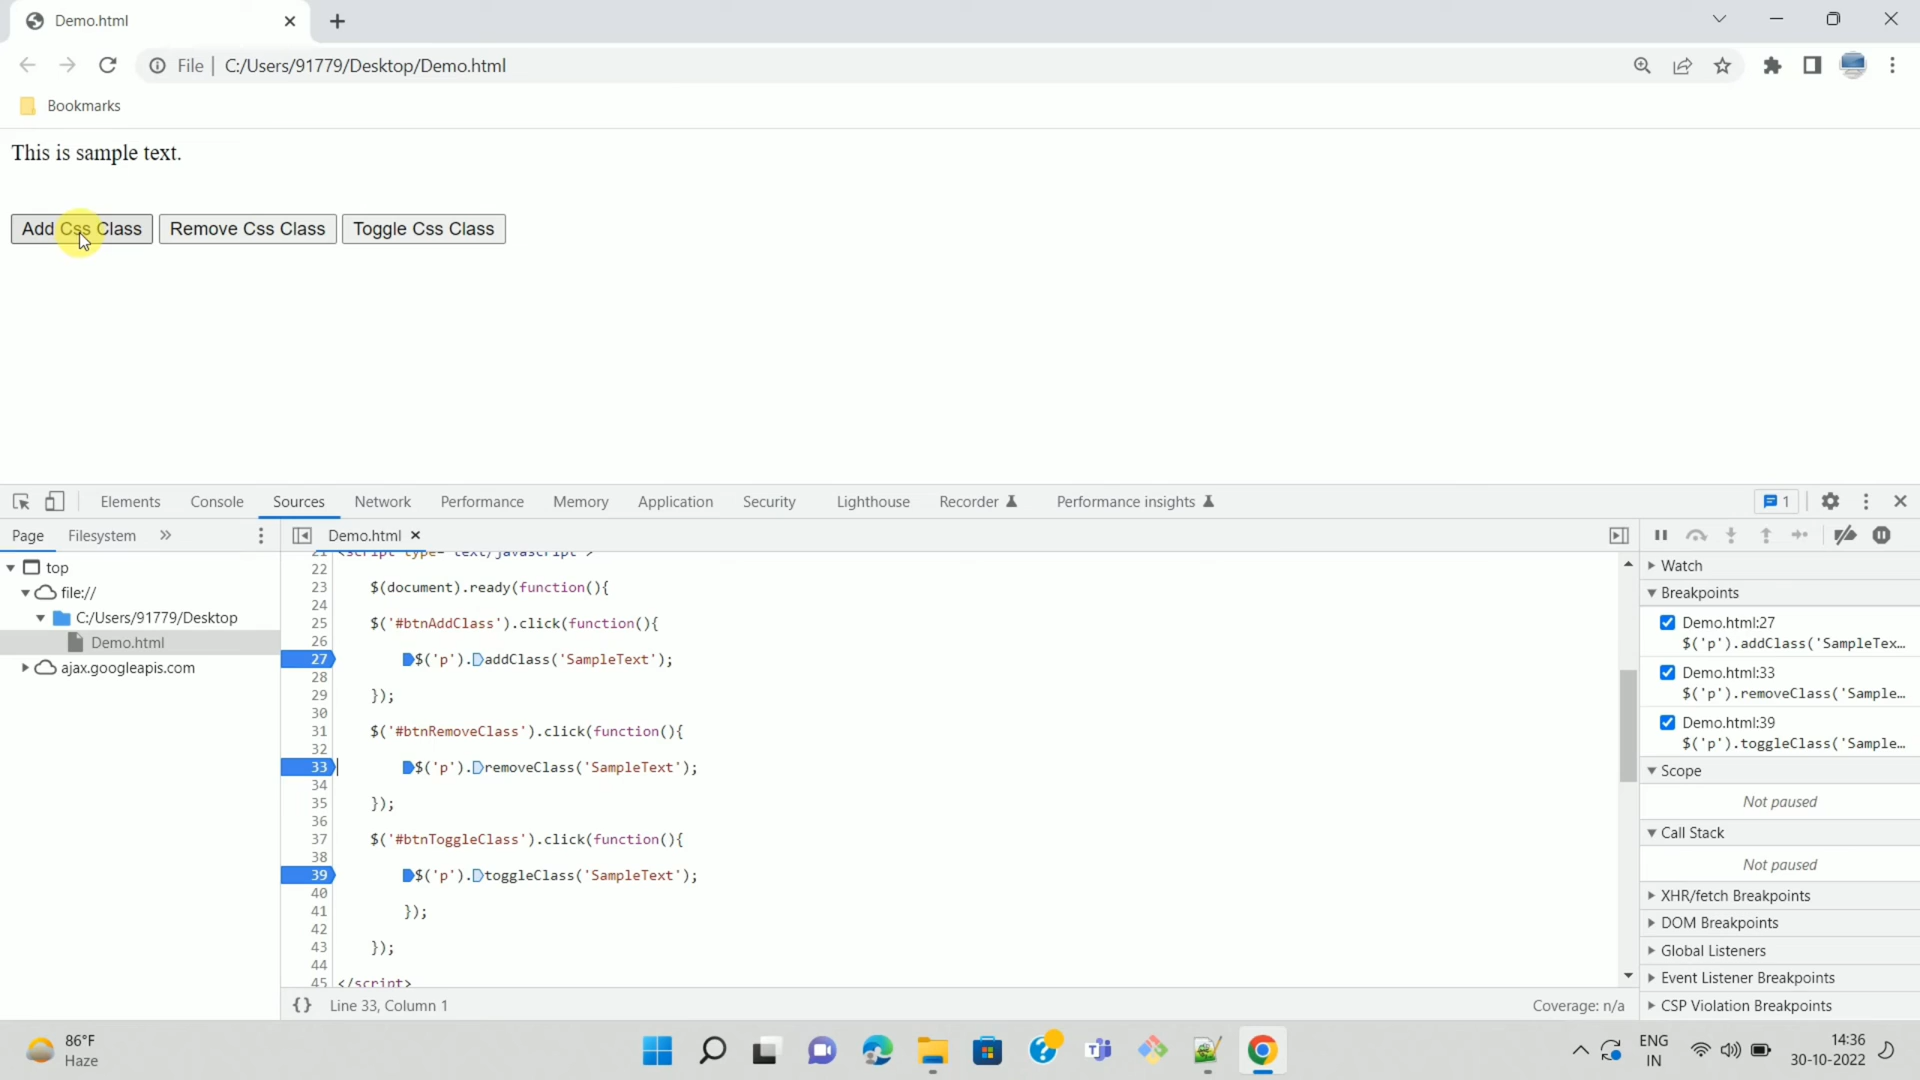 Demo.html
File | C:/Users/91779/Desktop/Demo.html
Bookmarks
This is sample text.
Add Css Class Remove Css Class Toggle Css Class
Elements Console Sources Network Performance Memory Application Security Lighthouse Recorder Performance insights 1
Page Filesystem » Demo.html
top
file://
C:/Users/91779/Desktop
Demo.html
ajax.googleapis.com
21 <script type="text/javascript">
22
23 $(document).ready(function(){
24
25 $('#btnAddClass').click(function(){
26
27 $('p').addClass('SampleText');
28
29 });
30
31 $('#btnRemoveClass').click(function(){
32
33 $('p').removeClass('SampleText');
34
35 });
36
37 $('#btnToggleClass').click(function(){
38
39 $('p').toggleClass('SampleText');
40
41 });
42
43 });
44
45 </script>
{} Line 33, Column 1 Coverage: n/a
Watch
Breakpoints
Demo.html:27
$('p').addClass('SampleTex…
Demo.html:33
$('p').removeClass('Sample…
Demo.html:39
$('p').toggleClass('Sample…
Scope
Not paused
Call Stack
Not paused
XHR/fetch Breakpoints
DOM Breakpoints
Global Listeners
Event Listener Breakpoints
CSP Violation Breakpoints
86°F
Haze
ENG
IN
14:36
30-10-2022